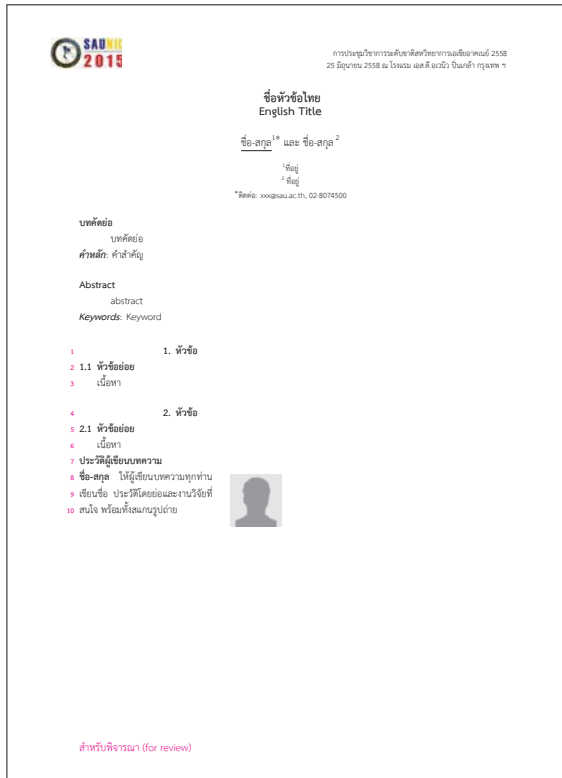 SAUNIC
2015
การประชุมวิชาการระดับชาติสหวิทยาการเอเชียอาคเนย์ 2558
25 มิถุนายน 2558 ณ โรงแรม เอส.ดี.อเวนิว ปิ่นเกล้า กรุงเทพ ฯ
ชื่อหัวข้อไทย
English Title
ชื่อ-สกุล1* และ ชื่อ-สกุล 2
1ที่อยู่
2 ที่อยู่
*ติดต่อ: xxx@sau.ac.th, 02-8074500
บทคัดย่อ
บทคัดย่อ
คำหลัก: คำสำคัญ
Abstract
abstract
Keywords: Keyword
1 1. หัวข้อ
2 1.1 หัวข้อย่อย
3 เนื้อหา
4 2. หัวข้อ
5 2.1 หัวข้อย่อย
6 เนื้อหา
7 ประวัติผู้เขียนบทความ
8 ชื่อ-สกุล ให้ผู้เขียนบทความทุกท่าน
9 เขียนชื่อ ประวัติโดยย่อและงานวิจัยที่
10 สนใจ พร้อมทั้งสแกนรูปถ่าย
สำหรับพิจารณา (for review)